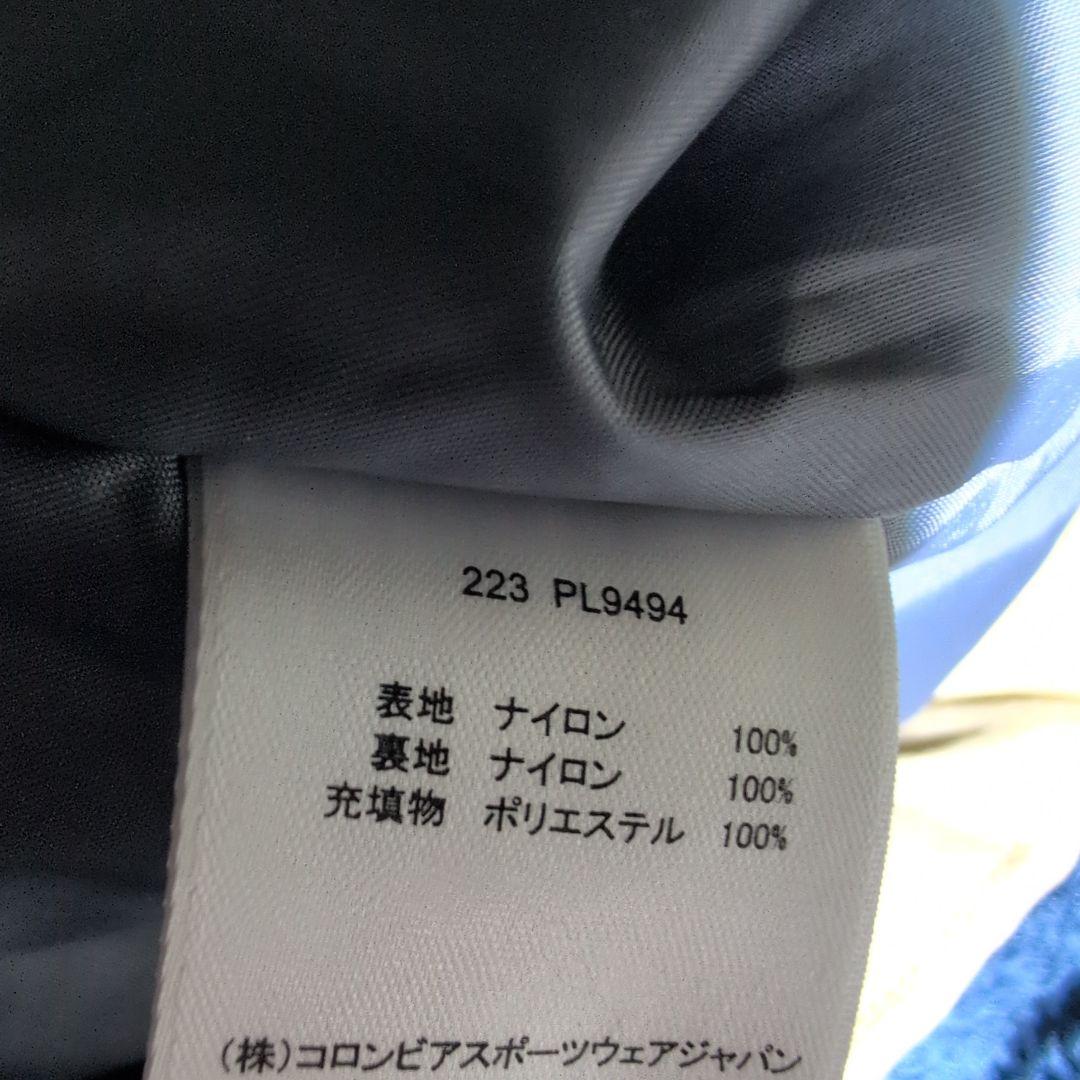 223 PL9494
表地 ナイロン 100%
裏地 ナイロン 100%
充填物 ポリエステル 100%
(株)コロンビアスポーツウェアジャパン